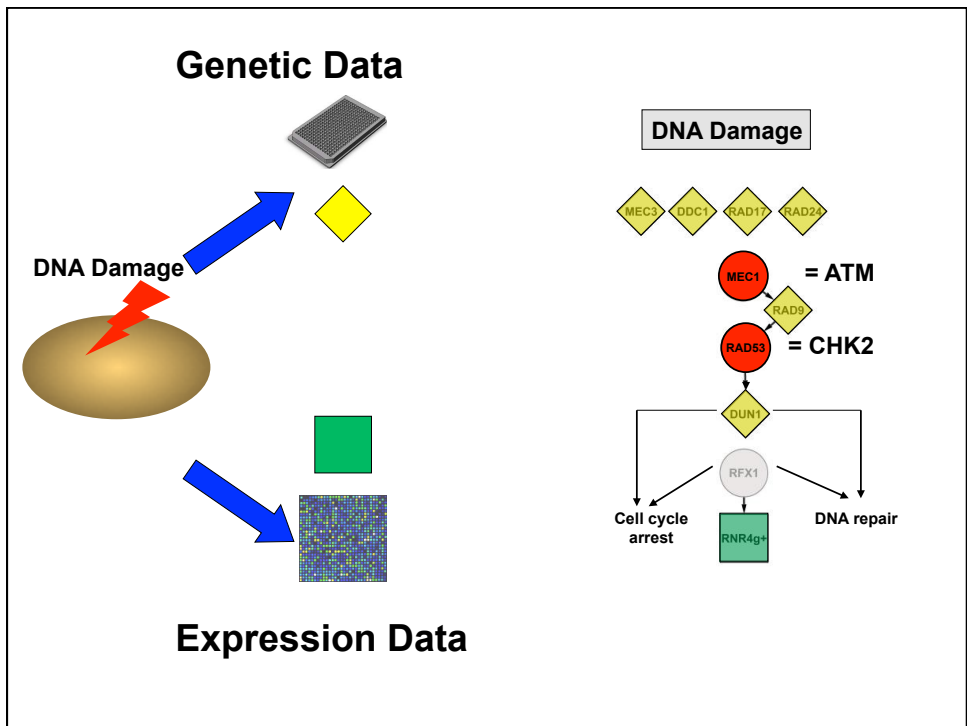 Genetic Data
DNA Damage
Expression Data
DNA Damage
MEC3 DDC1 RAD17 RAD24
MEC1 = ATM
RAD9
RAD53 = CHK2
DUN1
RFX1
Cell cycle
arrest
RNR4g+
DNA repair